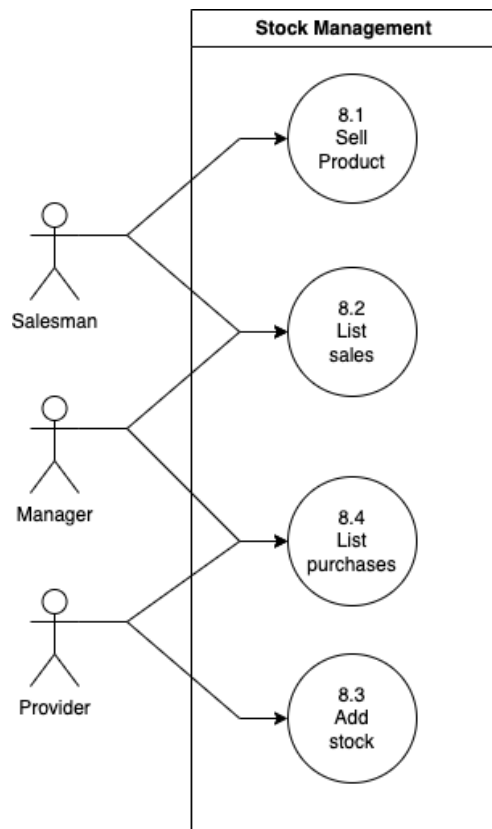 Stock Management
8.1
Sell
Product
Salesman
8.2
List
sales
Manager
8.4
List
purchases
Provider
8.3
Add
stock